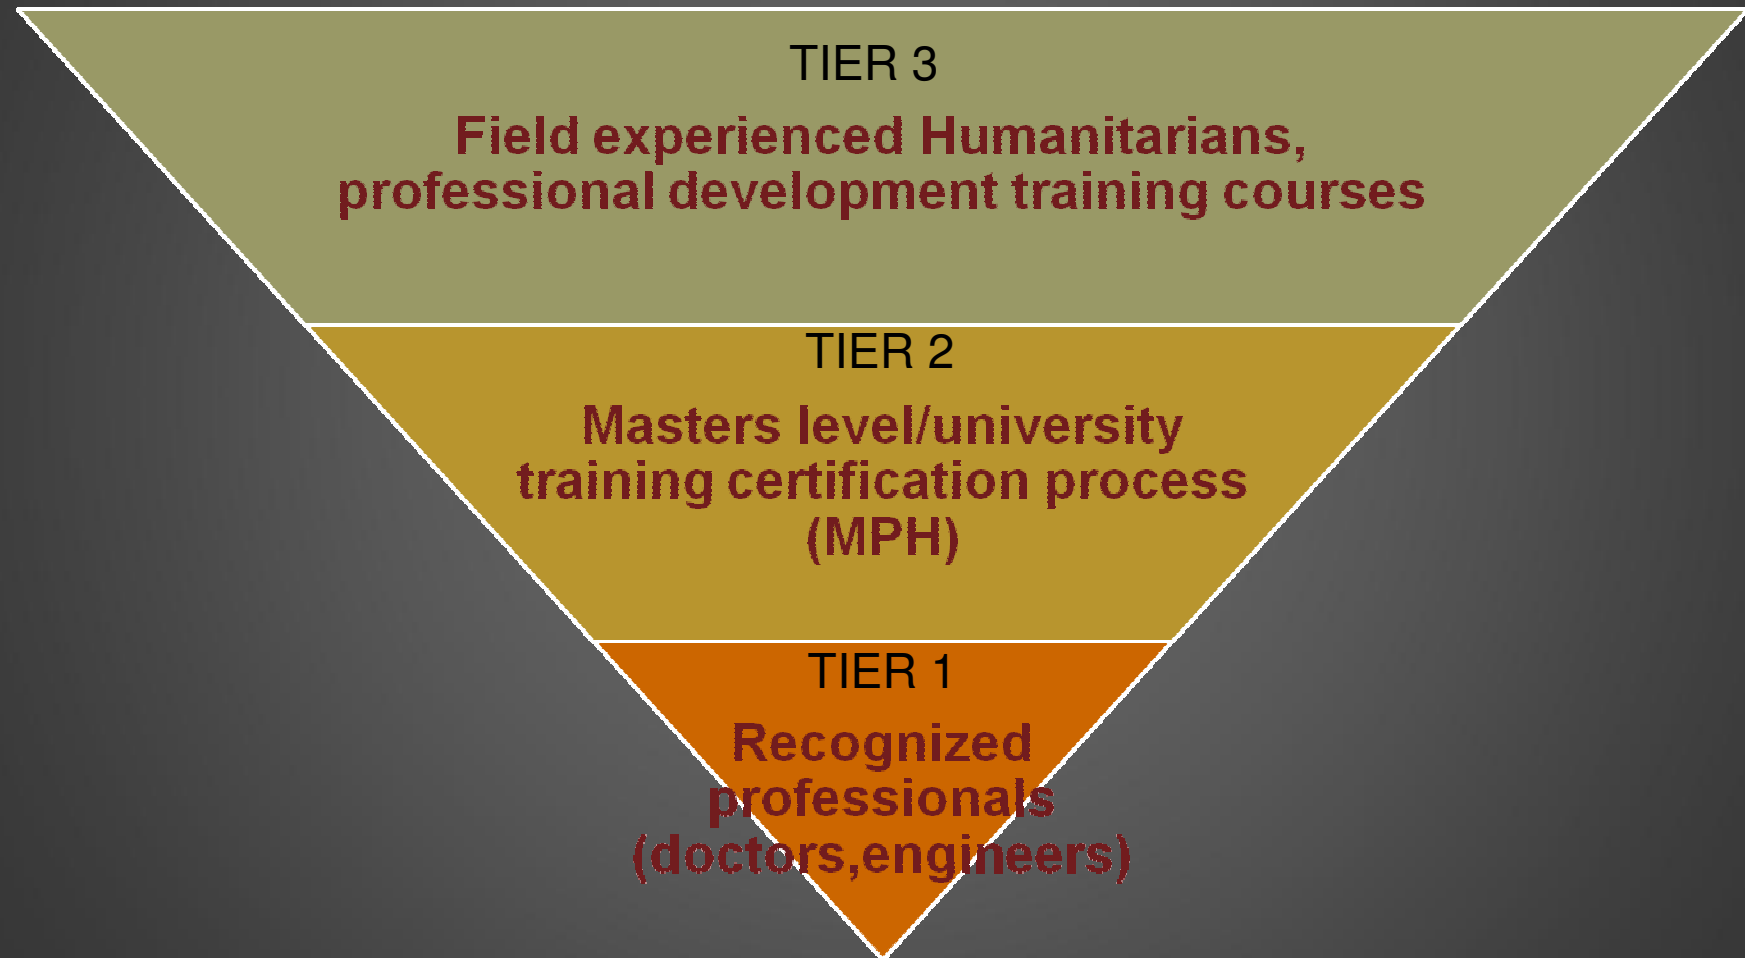 TIER 3
Field experienced Humanitarians,
professional development training courses
TIER 2
Masters level/university
training certification process
(MPH)
TIER 1
Recognized
professionals
(doctors,engineers)